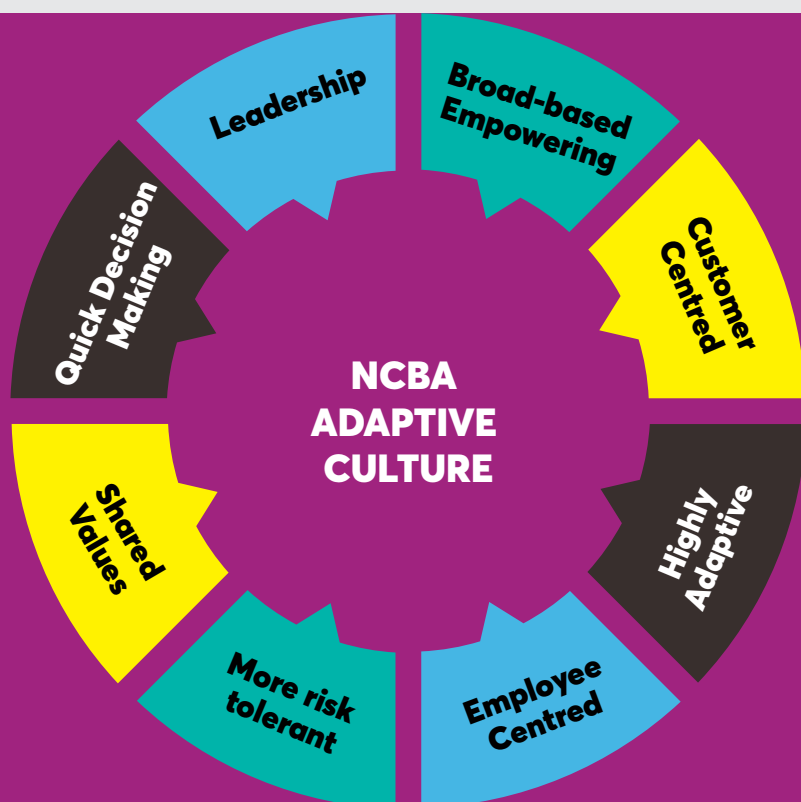 Leadership
Broad-based
Empowering
Customer
Centred
Highly
Adaptive
Employee
Centred
More risk
tolerant
Shared
Values
Quick Decision
Making
NCBA
ADAPTIVE
CULTURE